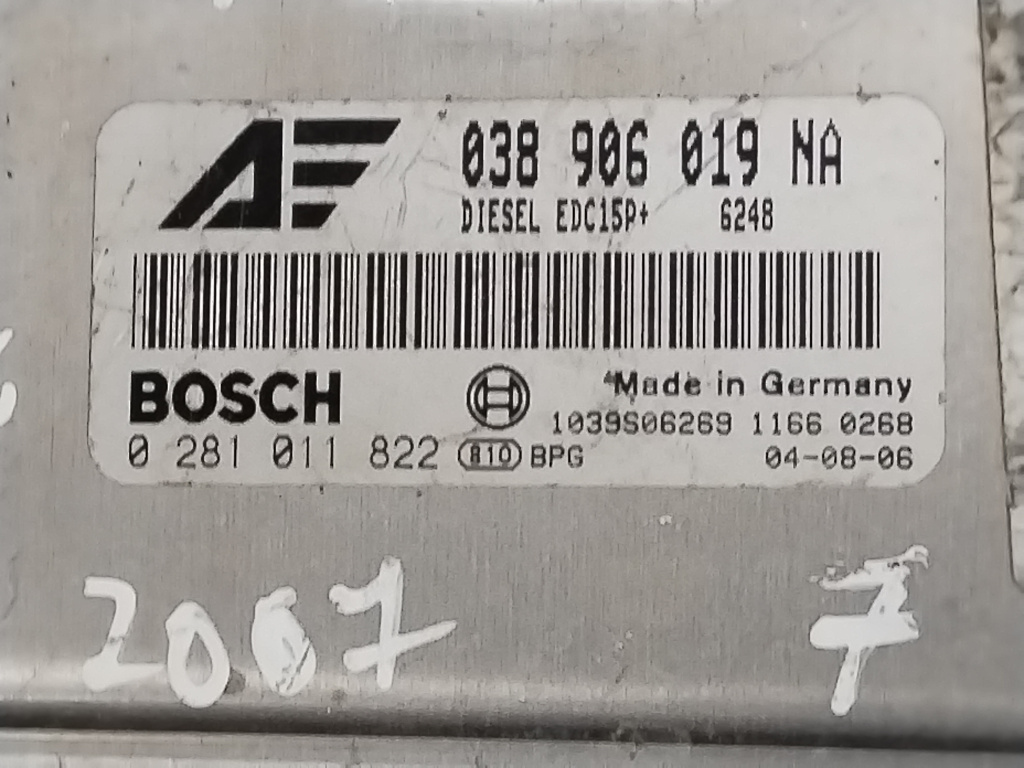 AF
038 906 019 NA
DIESEL EDC15P+ 6248
BOSCH
Made in Germany
1039S06269 1166 0268
0 281 011 822 810 BPG
04-08-06
2007 7